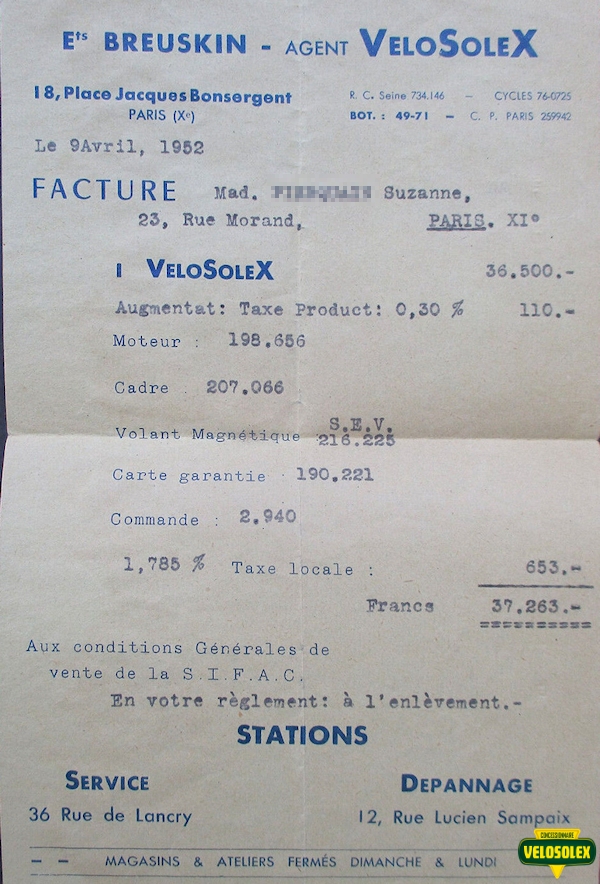 Ets BREUSKIN - AGENT VELOSOLEX
18, Place Jacques Bonsergent
PARIS (Xe)
R. C. Seine 734.146 — CYCLES 76-0725
BOT. : 49-71 — C. P. PARIS 259942
Le 9Avril, 1952
FACTURE Mad. Suzanne,
23, Rue Morand, PARIS. XI°
1 VELOSOLEX 36.500.-
Augmentat: Taxe Product: 0,30 % 110.-
Moteur : 198.656
Cadre : 207.066
Volant Magnétique S.E.V. 216.225
Carte garantie : 190.221
Commande : 2.940
1,785 % Taxe locale : 653.-
Francs 37.263.-
==========
Aux conditions Générales de
vente de la S.I.F.A.C.
En votre règlement: à l'enlèvement.-
STATIONS
SERVICE DEPANNAGE
36 Rue de Lancry 12, Rue Lucien Sampaix
— — MAGASINS & ATELIERS FERMÉS DIMANCHE & LUNDI
CONCESSIONNAIRE
VELOSOLEX